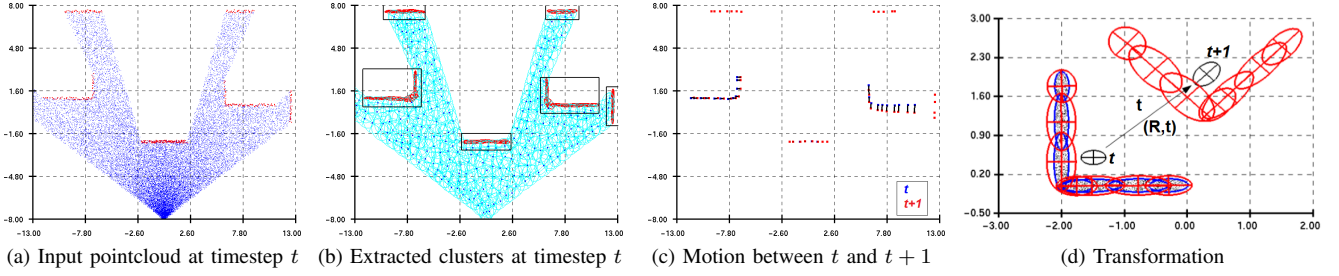 8.00
4.80
1.60
−1.60
−4.80
−8.00
−13.00 −7.80 −2.60 2.60 7.80 13.00
(a) Input pointcloud at timestep t
8.00
4.80
1.60
−1.60
−4.80
−8.00
−13.00 −7.80 −2.60 2.60 7.80 13.00
(b) Extracted clusters at timestep t
8.00
4.80
1.60
−1.60
−4.80
−8.00
t
t+1
−13.00 −7.80 −2.60 2.60 7.80 13.00
(c) Motion between t and t + 1
3.00
2.30
1.60
0.90
0.20
−0.50
t+1
t
(R,t)
t
−3.00 −2.00 −1.00 0.00 1.00 2.00
(d) Transformation